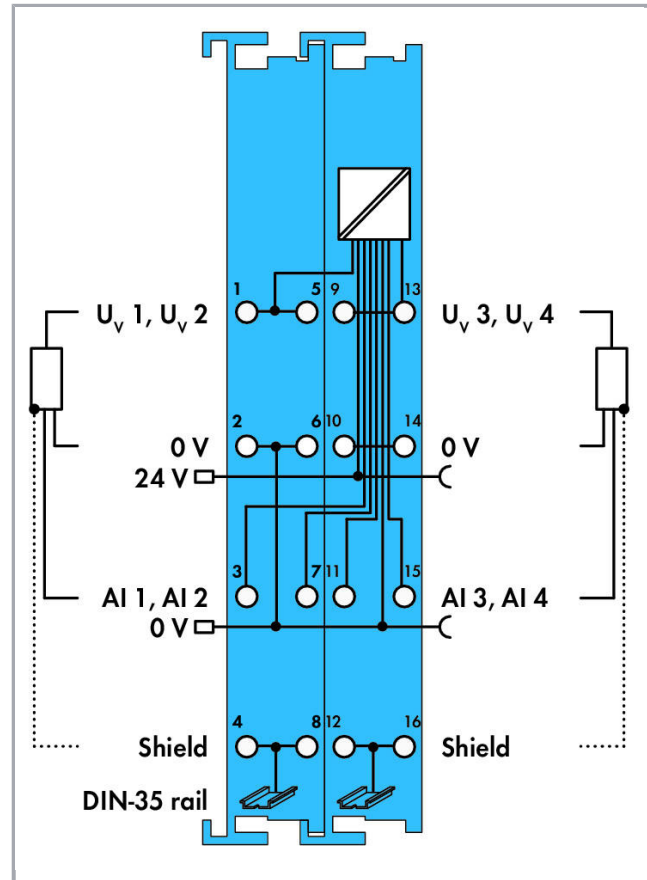 1 5 9 13
U_v 1, U_v 2 U_v 3, U_v 4
2 6 10 14
0 V 0 V
24 V
3 7 11 15
AI 1, AI 2 AI 3, AI 4
0 V
4 8 12 16
Shield Shield
DIN-35 rail